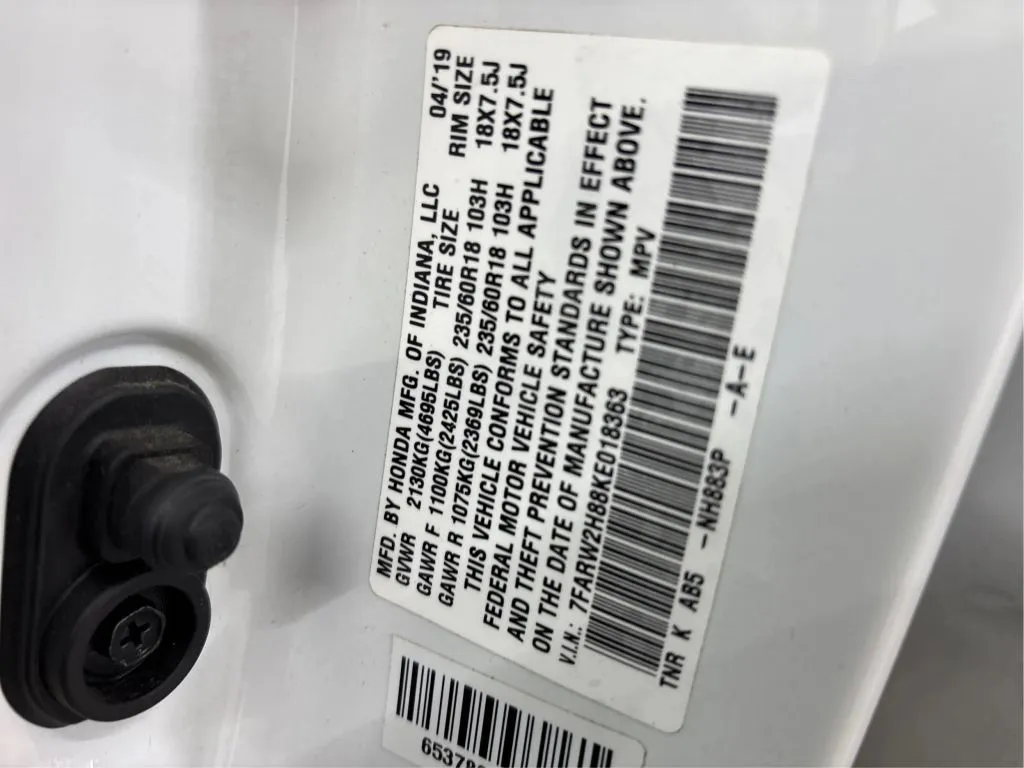 MFD. BY HONDA MFG. OF INDIANA, LLC 04/'19
GVWR 2130KG(4695LBS) TIRE SIZE RIM SIZE
GAWR F 1100KG(2425LBS) 235/60R18 103H 18X7.5J
GAWR R 1075KG(2369LBS) 235/60R18 103H 18X7.5J
THIS VEHICLE CONFORMS TO ALL APPLICABLE
FEDERAL MOTOR VEHICLE SAFETY
AND THEFT PREVENTION STANDARDS IN EFFECT
ON THE DATE OF MANUFACTURE SHOWN ABOVE.
V.I.N.: 7FARW2H88KE018363 TYPE: MPV
TNR K AB5 -NH883P -A-E